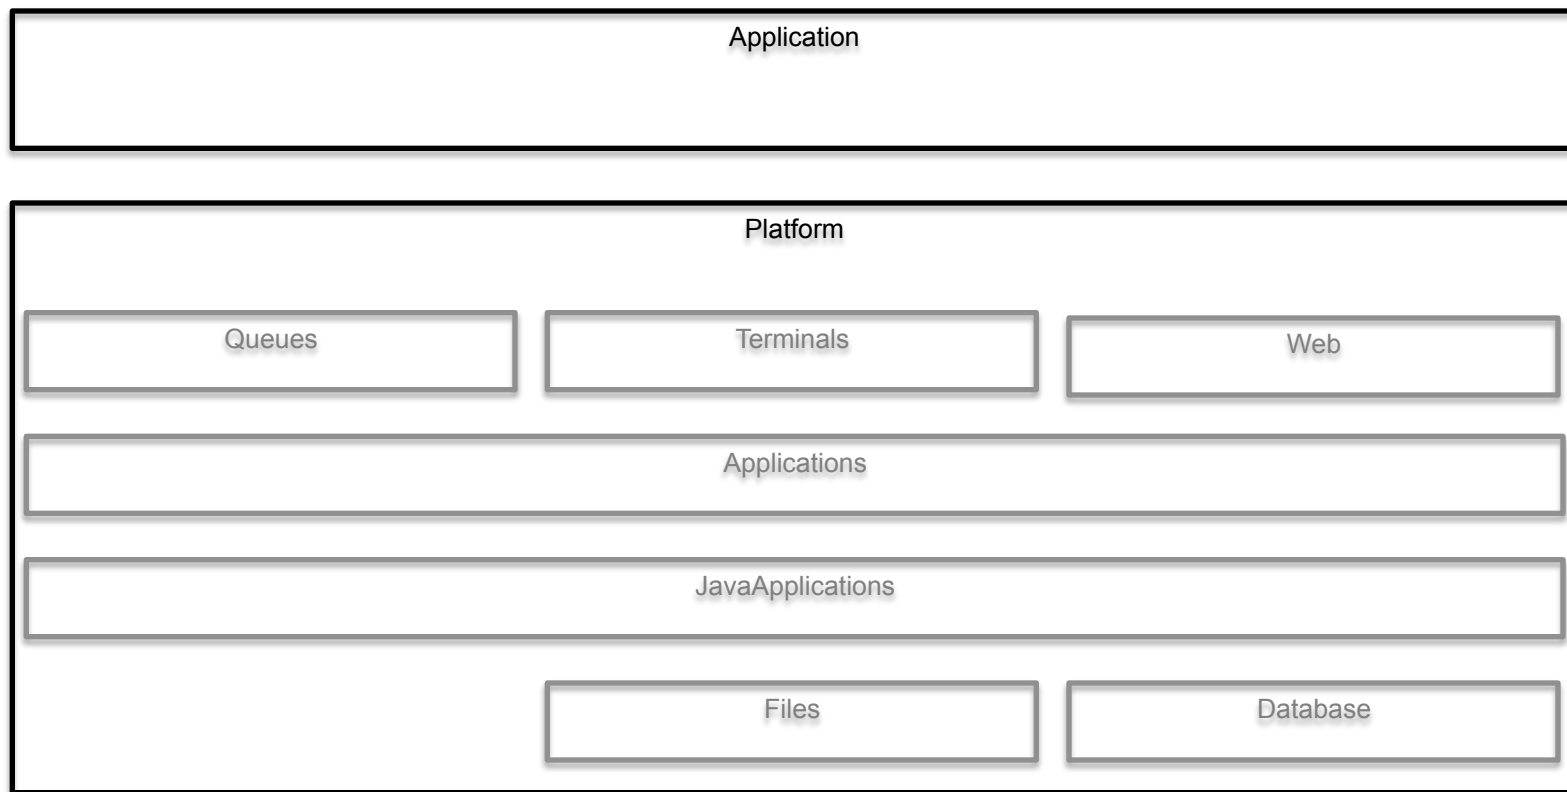 Application
Platform
Queues
Terminals
Web
Applications
JavaApplications
Files
Database